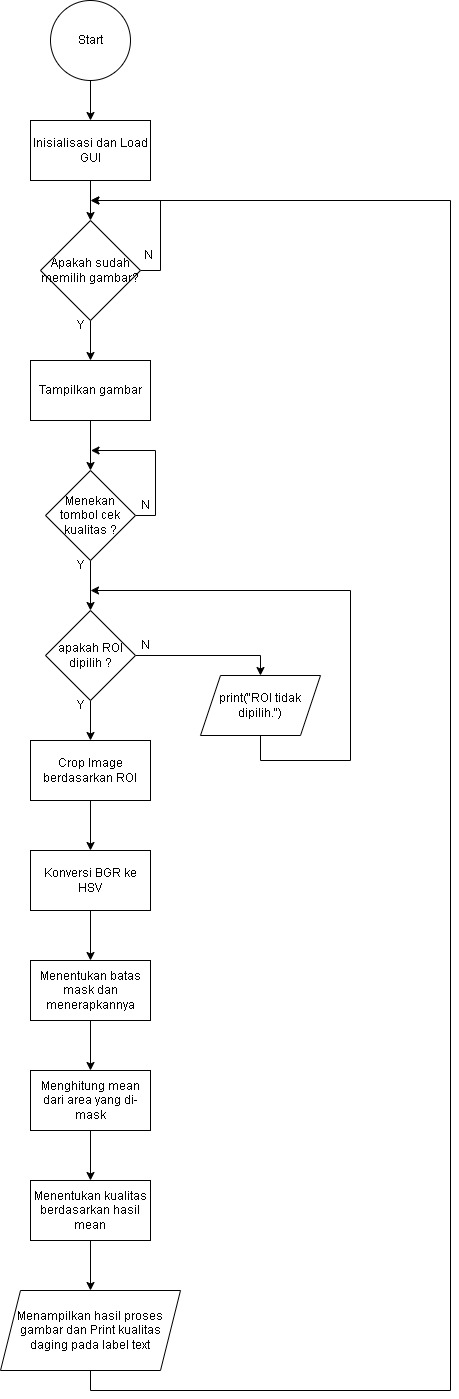 Start
Inisialisasi dan Load
GUI
Apakah sudah
memilih gambar?
N
Y
Tampilkan gambar
Menekan
tombol cek
kualitas ?
N
Y
apakah ROI
dipilih ?
N
Y
print("ROI tidak
dipilih.")
Crop Image
berdasarkan ROI
Konversi BGR ke
HSV
Menentukan batas
mask dan
menerapkannya
Menghitung mean
dari area yang di-
mask
Menentukan kualitas
berdasarkan hasil
mean
Menampilkan hasil proses
gambar dan Print kualitas
daging pada label text